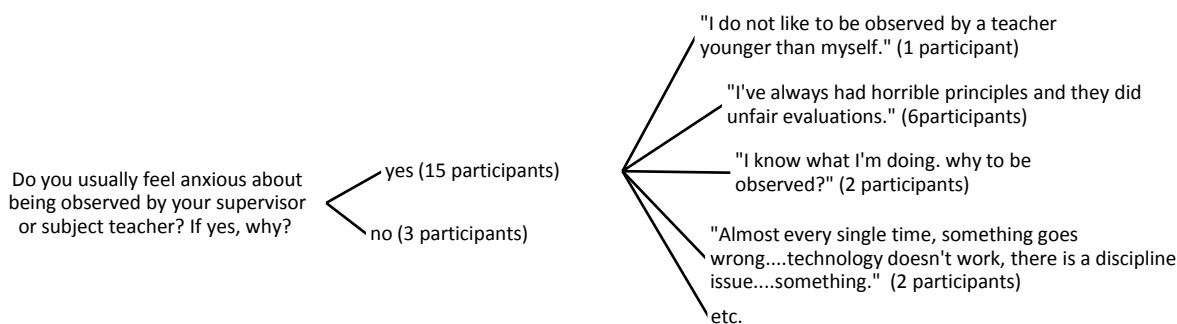 Do you usually feel anxious about
being observed by your supervisor
or subject teacher? If yes, why?
yes (15 participants)
no (3 participants)
"I do not like to be observed by a teacher
younger than myself." (1 participant)
"I've always had horrible principles and they did
unfair evaluations." (6participants)
"I know what I'm doing. why to be
observed?" (2 participants)
"Almost every single time, something goes
wrong....technology doesn't work, there is a discipline
issue....something."  (2 participants)
etc.